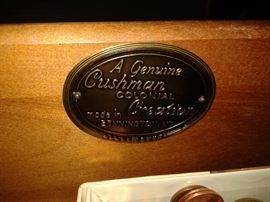 A Genuine
Cushman
COLONIAL
made in Creation
BENNINGTON, VT.